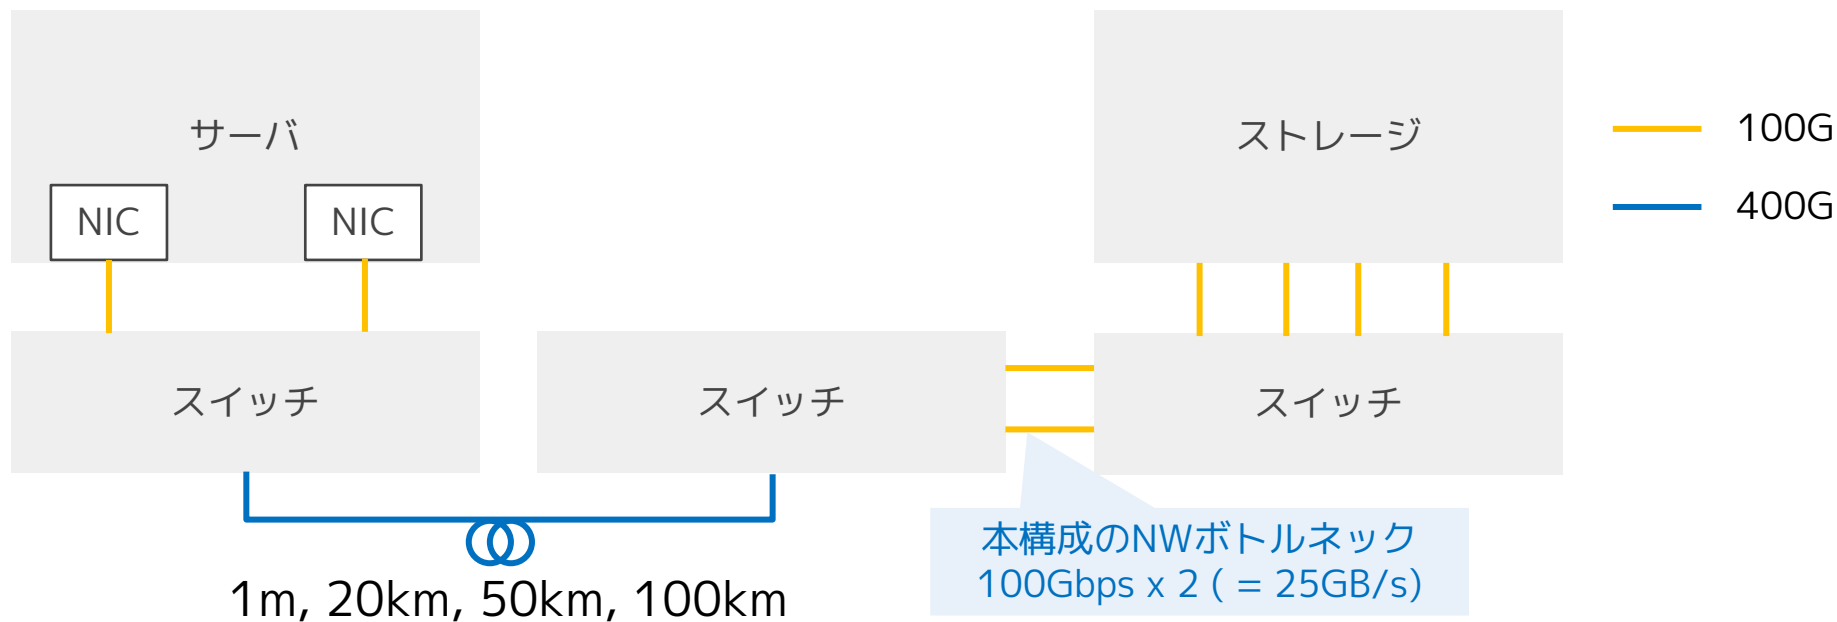 サーバ
NIC
NIC
ストレージ
100G
400G
スイッチ
スイッチ
スイッチ
本構成のNWボトルネック
100Gbps x 2 ( = 25GB/s)
1m, 20km, 50km, 100km